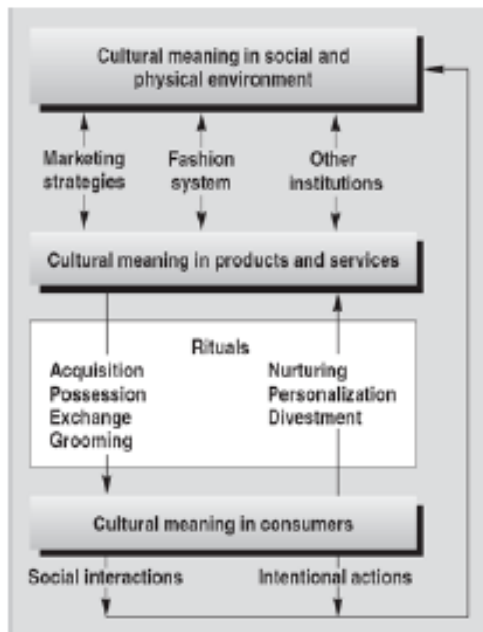 Cultural meaning in social and
physical environment
Marketing
strategies
Fashion
system
Other
institutions
Cultural meaning in products and services
Rituals
Acquisition
Possession
Exchange
Grooming
Nurturing
Personalization
Divestment
Cultural meaning in consumers
Social interactions
Intentional actions